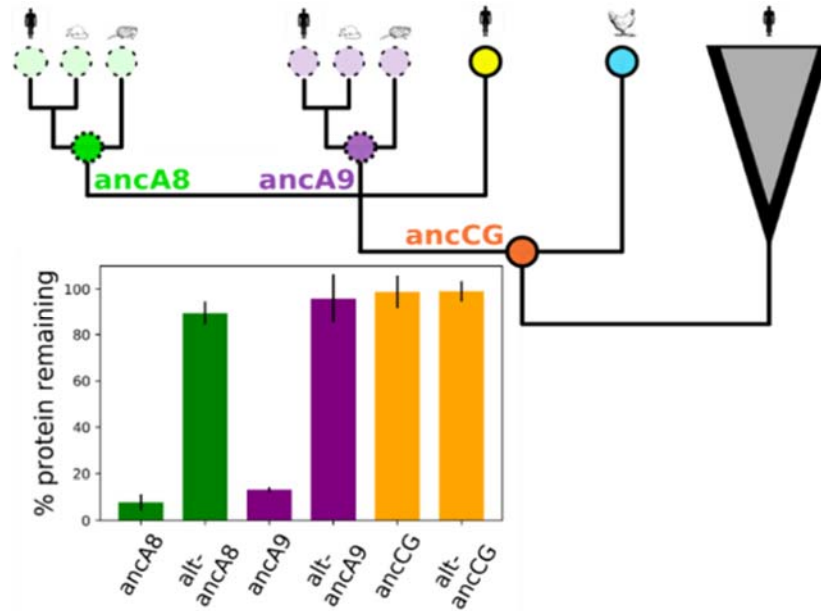 ancA8
ancA9
ancCG
% protein remaining
100
80
60
40
20
0
ancA8
alt-
ancA8
ancA9
alt-
ancA9
ancCG
alt-
ancCG